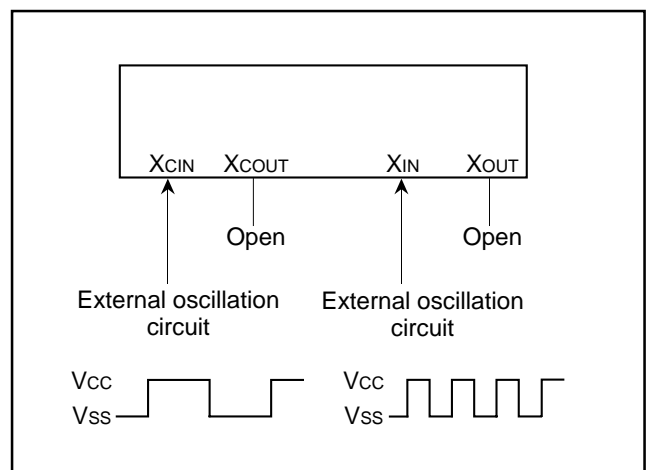 XCIN XCOUT XIN XOUT
Open Open
External oscillation circuit
External oscillation circuit
VCC
VSS
VCC
VSS